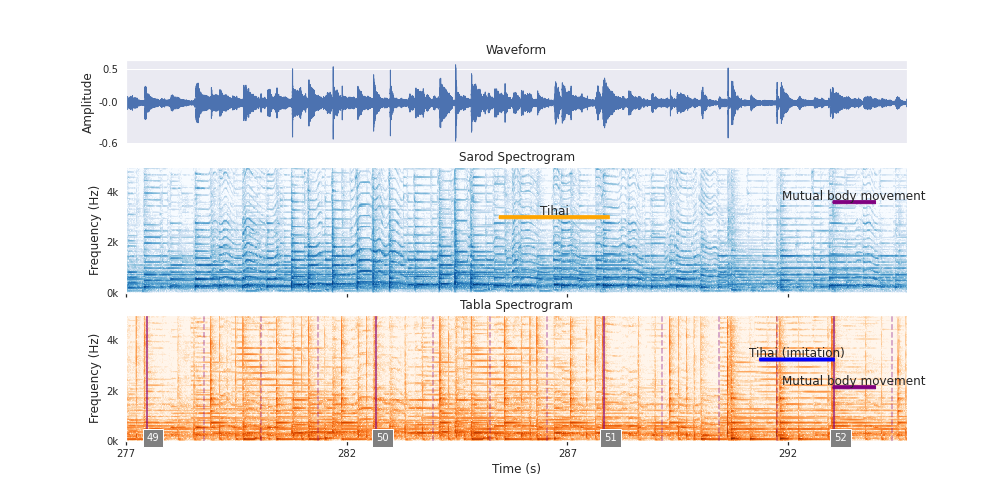 Waveform
0.5
-0.0
-0.6
Amplitude
Sarod Spectrogram
4k
2k
0k
Frequency (Hz)
Mutual body movement
Tihai
Tabla Spectrogram
4k
2k
0k
Frequency (Hz)
Tihai (imitation)
Mutual body movement
49 50 51 52
277 282 287 292
Time (s)